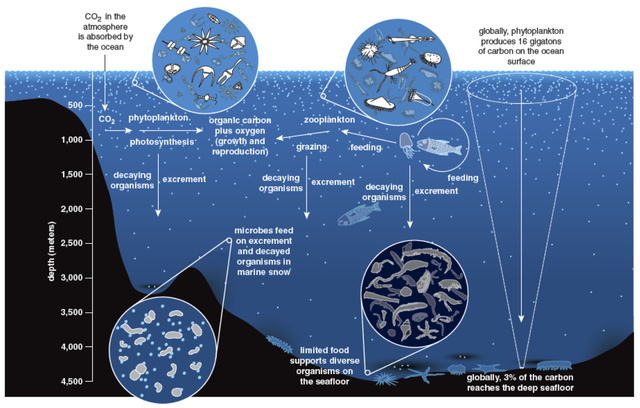 CO2 in the
atmosphere
is absorbed by
the ocean
globally, phytoplankton
produces 16 gigatons
of carbon on the ocean
surface
depth (meters)
500
1,000
1,500
2,000
2,500
3,000
3,500
4,000
4,500
CO2
phytoplankton
photosynthesis
organic carbon
plus oxygen
(growth and
reproduction)
zooplankton
grazing
feeding
feeding
decaying
organisms
excrement
decaying
organisms
excrement
decaying
organisms
excrement
microbes feed
on excrement
and decayed
organisms in
marine snow
limited food
supports diverse
organisms on
the seafloor
globally, 3% of the carbon
reaches the deep seafloor